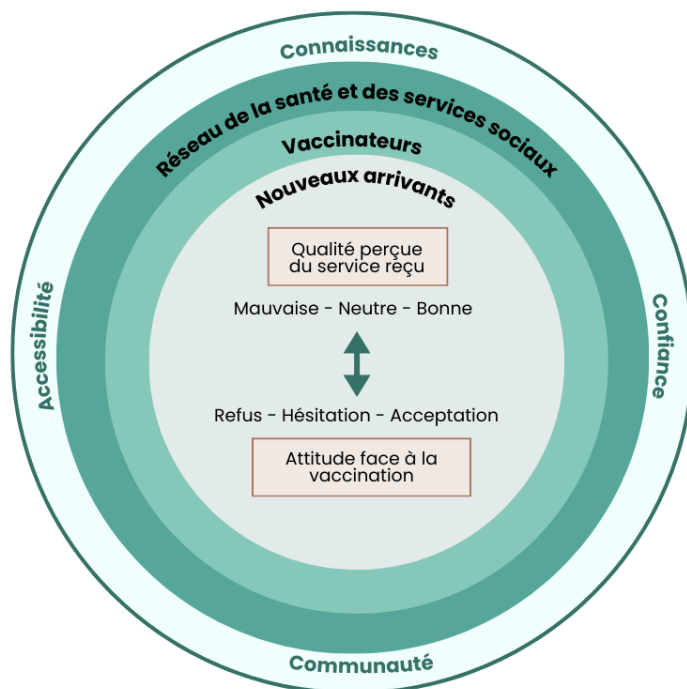 Connaissances
Réseau de la santé et des services sociaux
Vaccinateurs
Nouveaux arrivants
Qualité perçue
du service reçu
Mauvaise - Neutre - Bonne
Accessibilité
Confiance
Refus - Hésitation - Acceptation
Attitude face à la
vaccination
Communauté